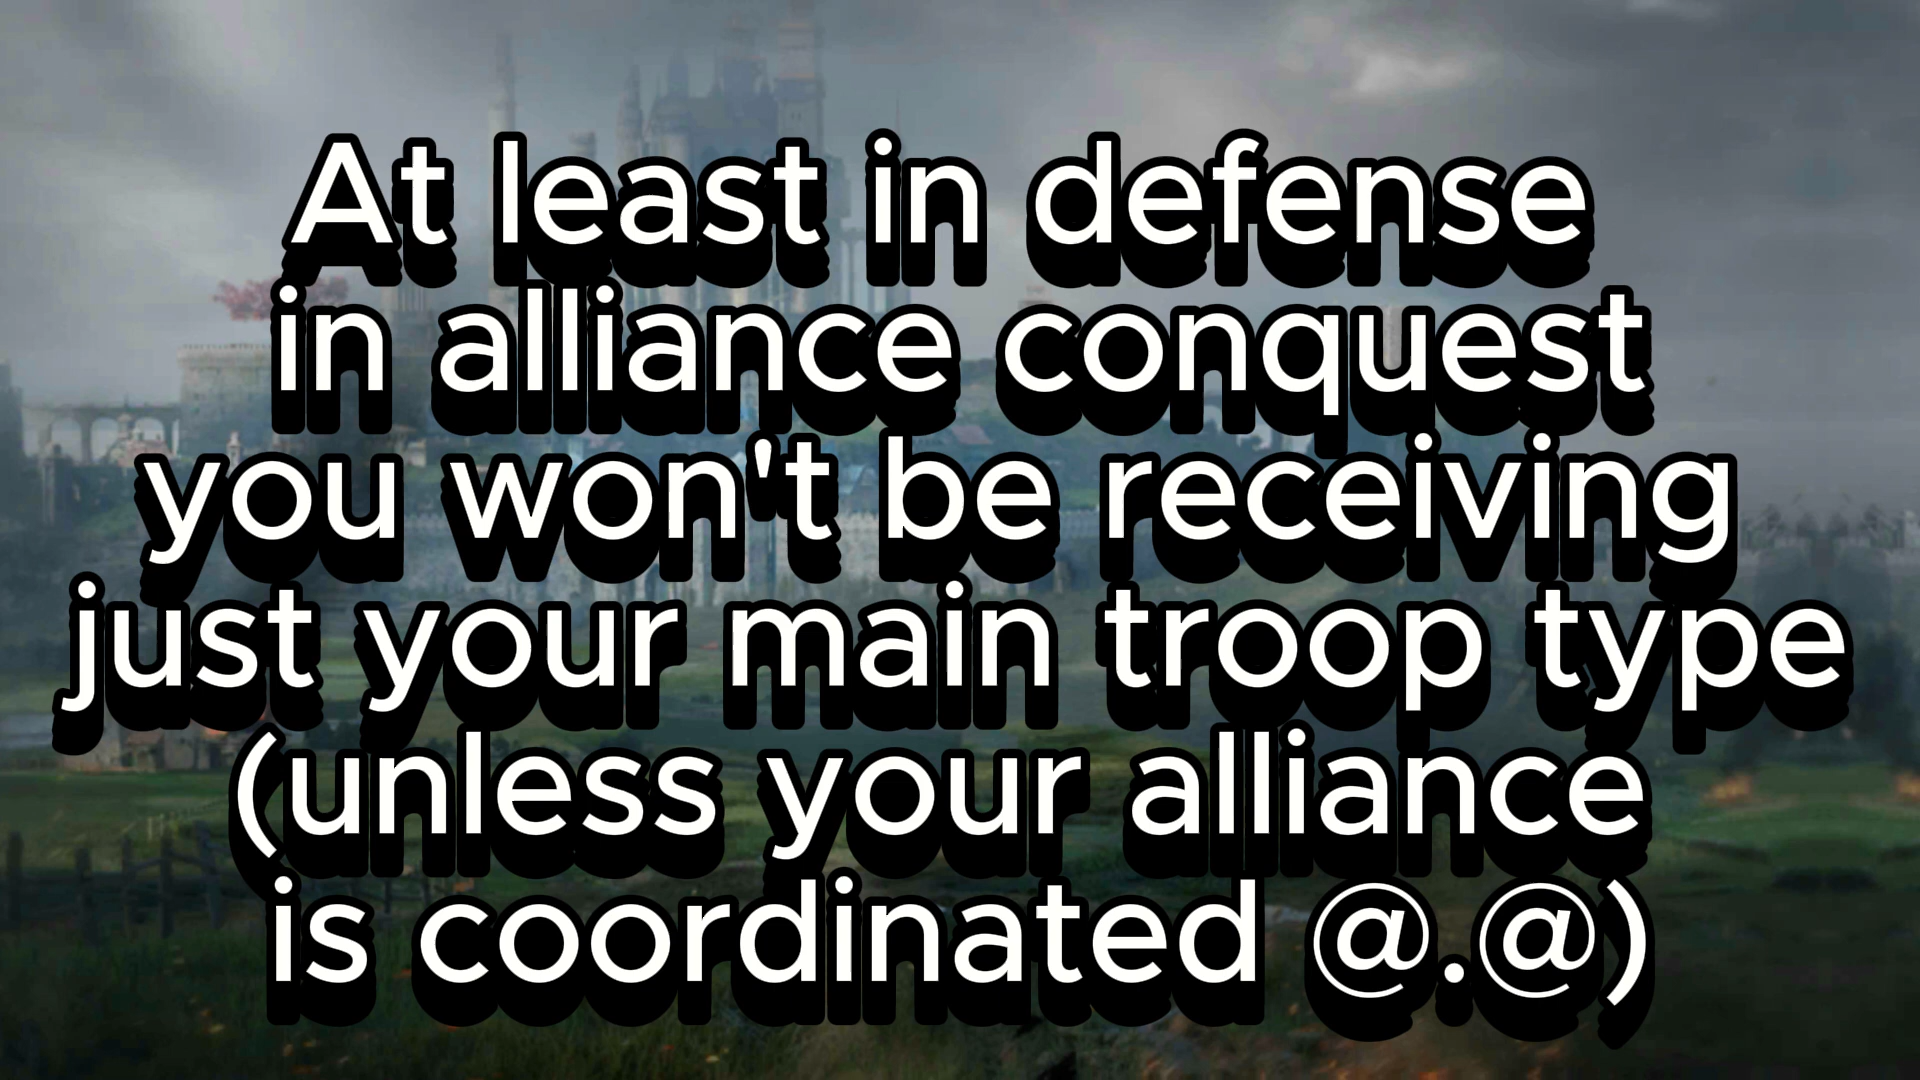 At least in defense
in alliance conquest
you won't be receiving
just your main troop type
(unless your alliance
is coordinated @.@)